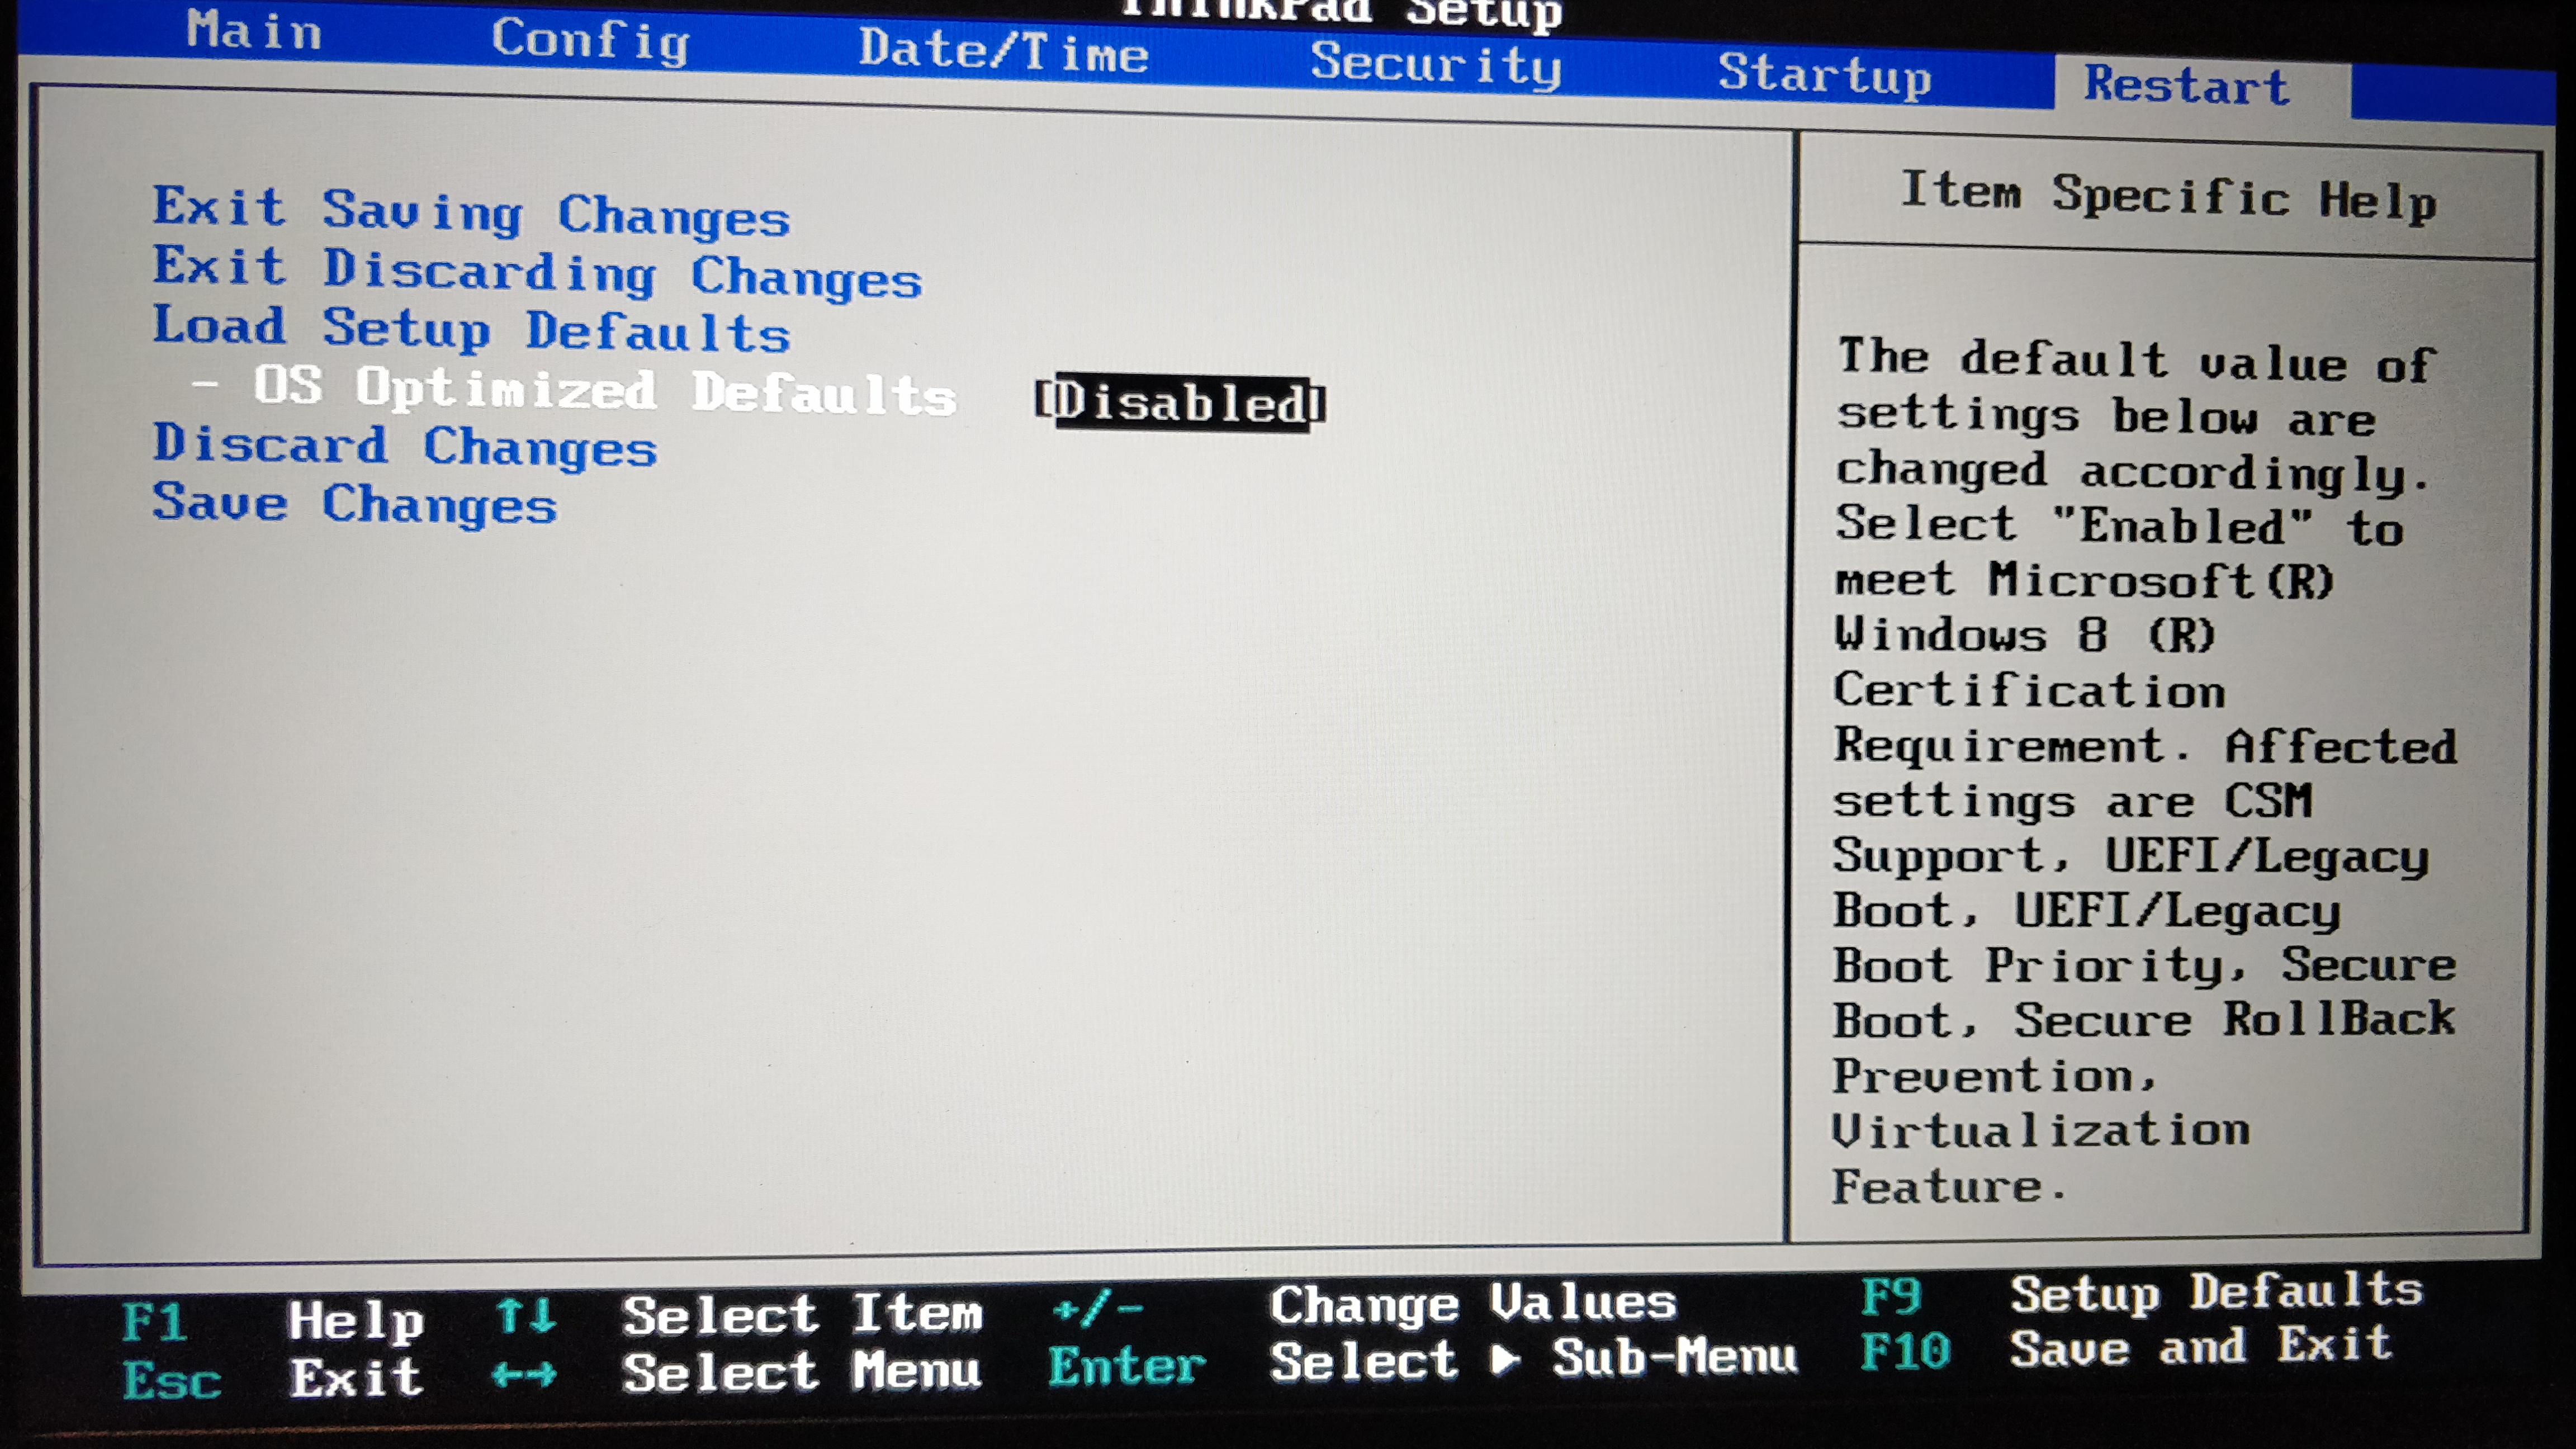 ThinkPad Setup
Main Config Date/Time Security Startup Restart
Exit Saving Changes
Exit Discarding Changes
Load Setup Defaults
- OS Optimized Defaults [Disabled]
Discard Changes
Save Changes
Item Specific Help
The default value of
settings below are
changed accordingly.
Select "Enabled" to
meet Microsoft(R)
Windows 8 (R)
Certification
Requirement. Affected
settings are CSM
Support, UEFI/Legacy
Boot, UEFI/Legacy
Boot Priority, Secure
Boot, Secure RollBack
Prevention,
Virtualization
Feature.
F1 Help ↑↓ Select Item +/- Change Values F9 Setup Defaults
Esc Exit ←→ Select Menu Enter Select ▶ Sub-Menu F10 Save and Exit